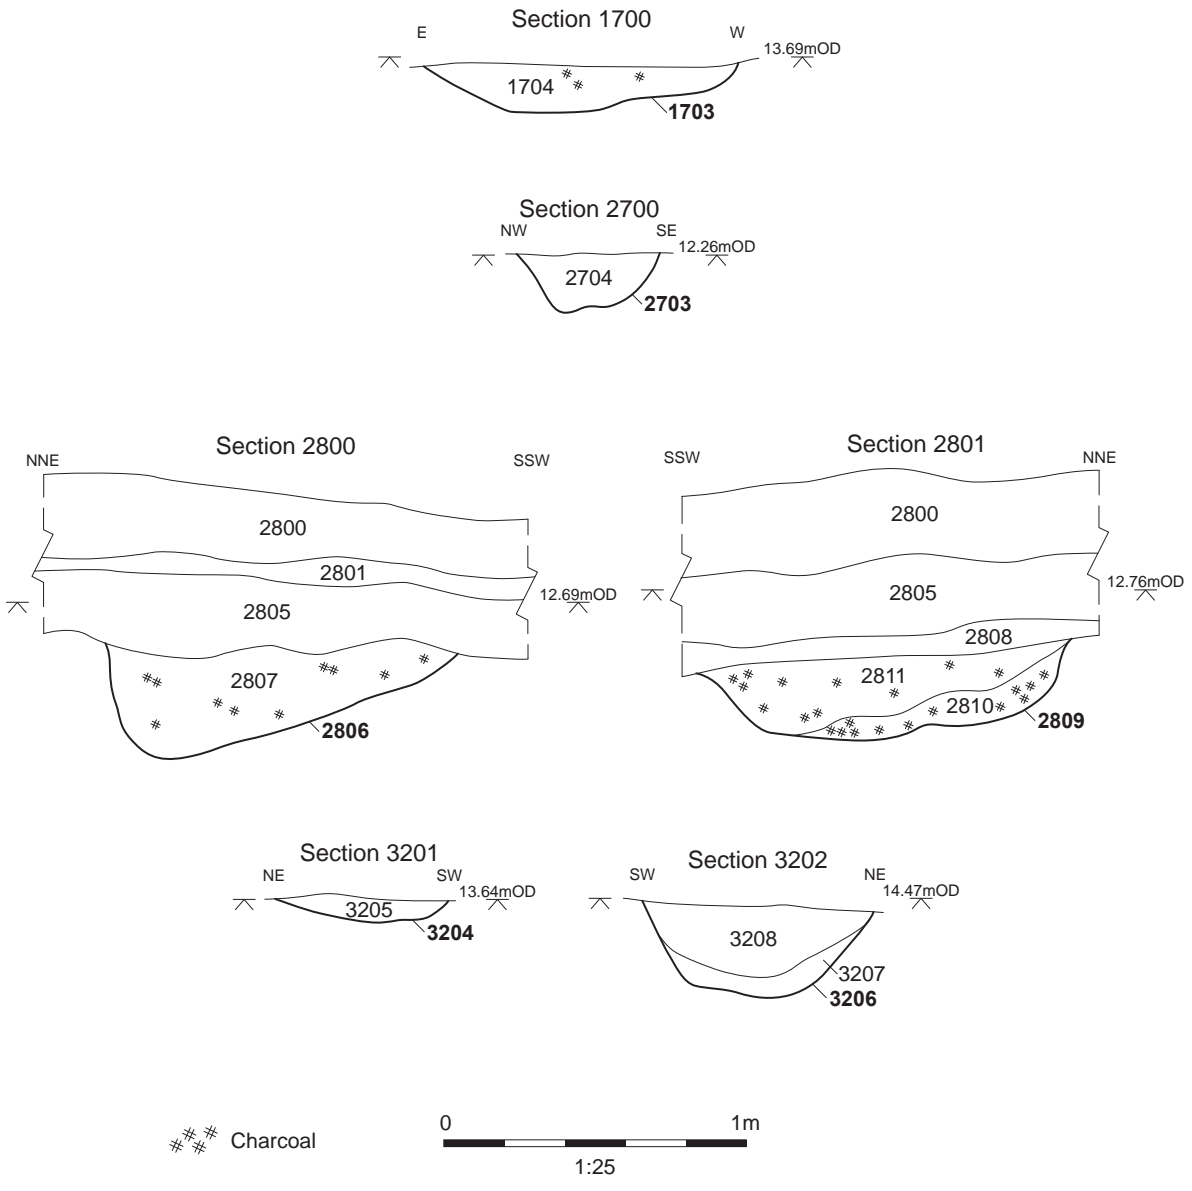 Section 1700
E W
13.69mOD
1704
1703
Section 2700
NW SE
12.26mOD
2704
2703
Section 2800
NNE SSW
2800
2801
2805
12.69mOD
2807
2806
Section 2801
SSW NNE
2800
12.76mOD
2805
2808
2811
2810
2809
Section 3201
NE SW
13.64mOD
3205
3204
Section 3202
SW NE
14.47mOD
3208
3207
3206
Charcoal
0 1m
1:25